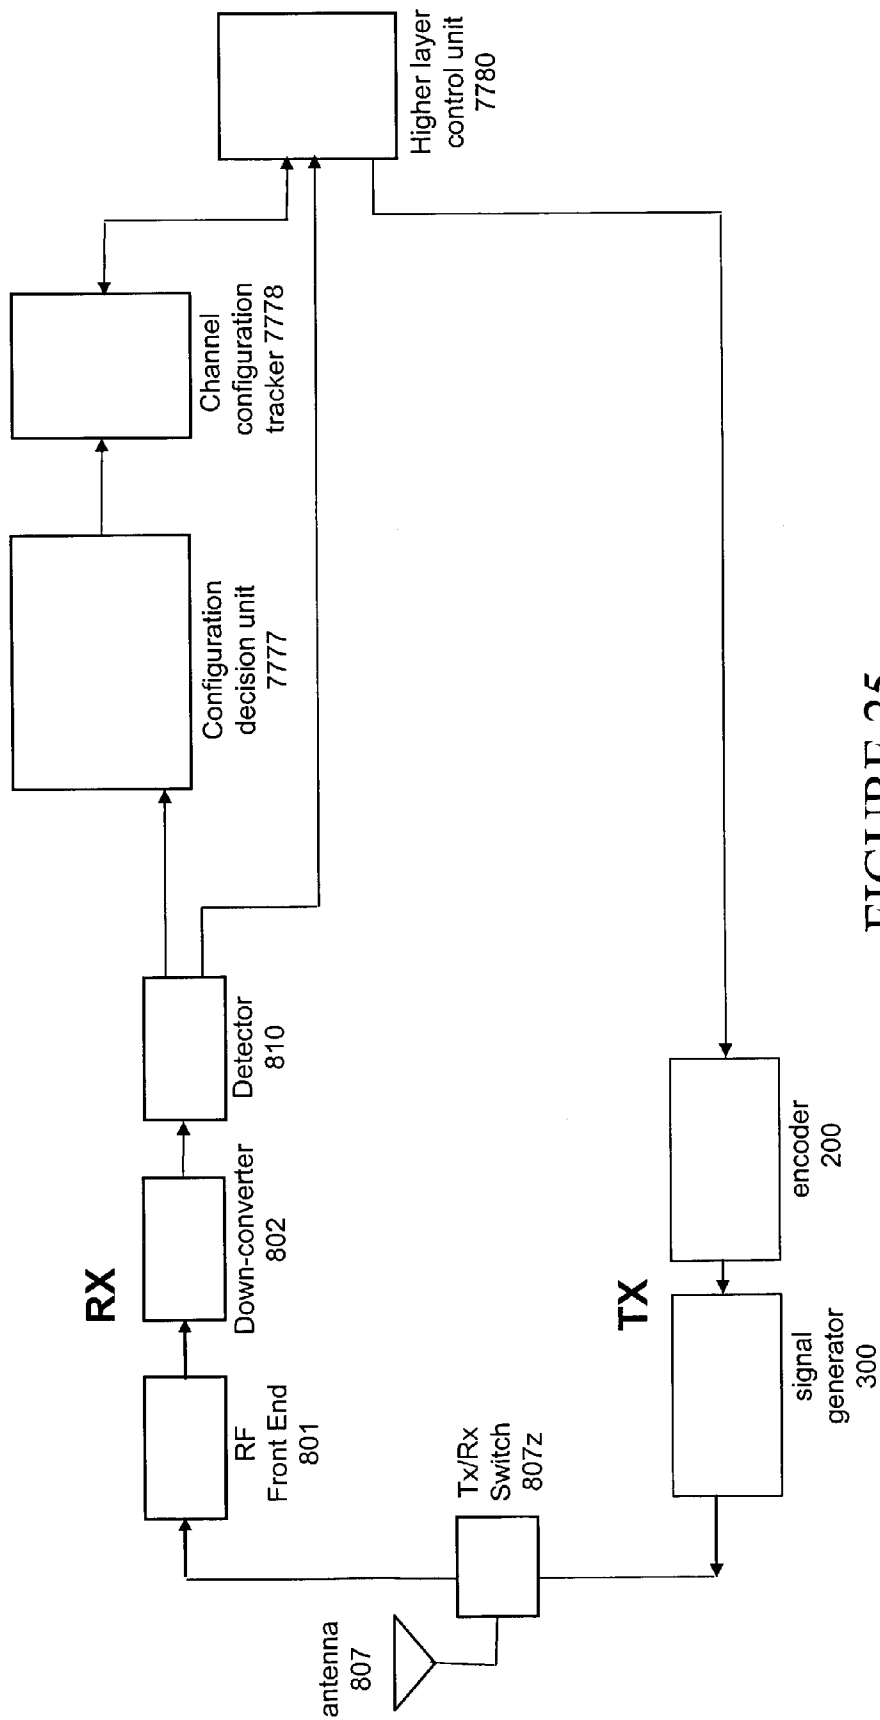 RX
TX
antenna
807
Tx/Rx
Switch
807z
RF
Front End
801
Down-converter
802
Detector
810
Configuration
decision unit
7777
Channel
configuration
tracker 7778
Higher layer
control unit
7780
signal
generator
300
encoder
200
FIGURE 25